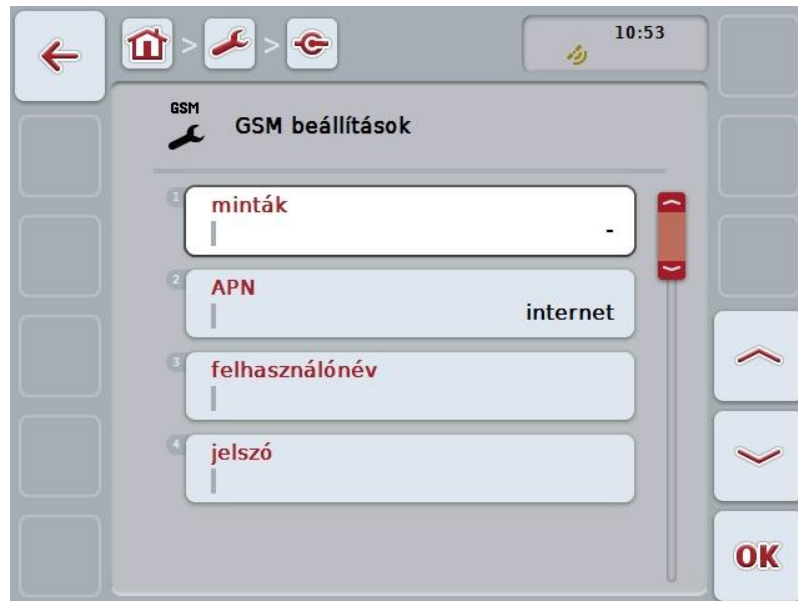 10:53
GSM
GSM beállítások
1
minták
-
2
APN
internet
3
felhasználónév
4
jelszó
OK